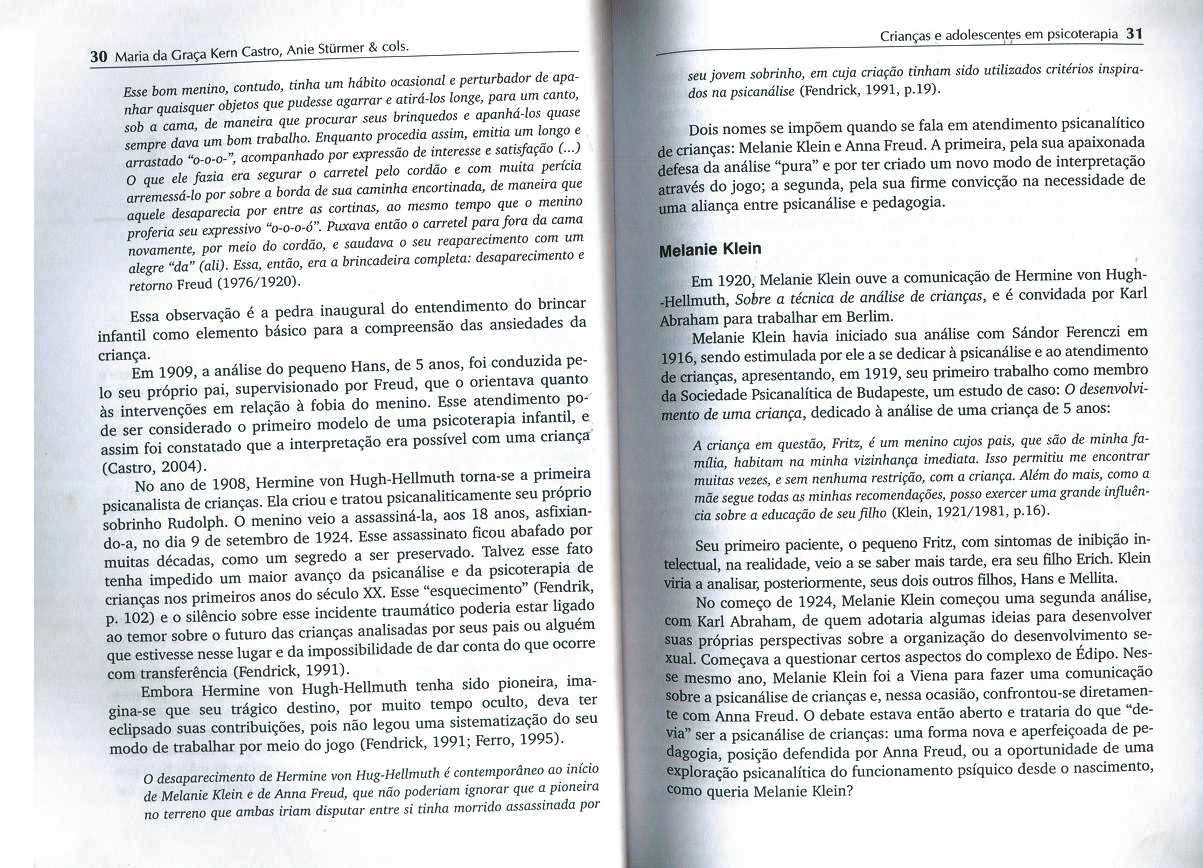 30 Maria da Graça Kern Castro, Anie Stürmer & cols.
Esse bom menino, contudo, tinha um hábito ocasional e perturbador de apa-
nhar quaisquer objetos que pudesse agarrar e atirá-los longe, para um canto,
sob a cama, de maneira que procurar seus brinquedos e apanhá-los quase
sempre dava um bom trabalho. Enquanto procedia assim, emitia um longo e
arrastado “o-o-o-”, acompanhado por expressão de interesse e satisfação (...)
O que ele fazia era segurar o carretel pelo cordão e com muita perícia
arremessá-lo por sobre a borda de sua caminha encortinada, de maneira que
aquele desaparecia por entre as cortinas, ao mesmo tempo que o menino
proferia seu expressivo “o-o-o-ó”. Puxava então o carretel para fora da cama
novamente, por meio do cordão, e saudava o seu reaparecimento com um
alegre “da” (ali). Essa, então, era a brincadeira completa: desaparecimento e
retorno Freud (1976/1920).
Essa observação é a pedra inaugural do entendimento do brincar
infantil como elemento básico para a compreensão das ansiedades da
criança.
Em 1909, a análise do pequeno Hans, de 5 anos, foi conduzida pe-
lo seu próprio pai, supervisionado por Freud, que o orientava quanto
às intervenções em relação à fobia do menino. Esse atendimento po-
de ser considerado o primeiro modelo de uma psicoterapia infantil, e
assim foi constatado que a interpretação era possível com uma criança
(Castro, 2004).
No ano de 1908, Hermine von Hugh-Hellmuth torna-se a primeira
psicanalista de crianças. Ela criou e tratou psicanaliticamente seu próprio
sobrinho Rudolph. O menino veio a assassiná-la, aos 18 anos, asfixian-
do-a, no dia 9 de setembro de 1924. Esse assassinato ficou abafado por
muitas décadas, como um segredo a ser preservado. Talvez esse fato
tenha impedido um maior avanço da psicanálise e da psicoterapia de
crianças nos primeiros anos do século XX. Esse “esquecimento” (Fendrik,
p. 102) e o silêncio sobre esse incidente traumático poderia estar ligado
ao temor sobre o futuro das crianças analisadas por seus pais ou alguém
que estivesse nesse lugar e da impossibilidade de dar conta do que ocorre
com transferência (Fendrick, 1991).
Embora Hermine von Hugh-Hellmuth tenha sido pioneira, ima-
gina-se que seu trágico destino, por muito tempo oculto, deva ter
eclipsado suas contribuições, pois não legou uma sistematização do seu
modo de trabalhar por meio do jogo (Fendrick, 1991; Ferro, 1995).
O desaparecimento de Hermine von Hug-Hellmuth é contemporâneo ao início
de Melanie Klein e de Anna Freud, que não poderiam ignorar que a pioneira
no terreno que ambas iriam disputar entre si tinha morrido assassinada por
Crianças e adolescentes em psicoterapia 31
seu jovem sobrinho, em cuja criação tinham sido utilizados critérios inspira-
dos na psicanálise (Fendrick, 1991, p.19).
Dois nomes se impõem quando se fala em atendimento psicanalítico
de crianças: Melanie Klein e Anna Freud. A primeira, pela sua apaixonada
defesa da análise “pura” e por ter criado um novo modo de interpretação
através do jogo; a segunda, pela sua firme convicção na necessidade de
uma aliança entre psicanálise e pedagogia.
Melanie Klein
Em 1920, Melanie Klein ouve a comunicação de Hermine von Hugh-
-Hellmuth, Sobre a técnica de análise de crianças, e é convidada por Karl
Abraham para trabalhar em Berlim.
Melanie Klein havia iniciado sua análise com Sándor Ferenczi em
1916, sendo estimulada por ele a se dedicar à psicanálise e ao atendimento
de crianças, apresentando, em 1919, seu primeiro trabalho como membro
da Sociedade Psicanalítica de Budapeste, um estudo de caso: O desenvolvi-
mento de uma criança, dedicado à análise de uma criança de 5 anos:
A criança em questão, Fritz, é um menino cujos pais, que são de minha fa-
mília, habitam na minha vizinhança imediata. Isso permitiu me encontrar
muitas vezes, e sem nenhuma restrição, com a criança. Além do mais, como a
mãe segue todas as minhas recomendações, posso exercer uma grande influên-
cia sobre a educação de seu filho (Klein, 1921/1981, p.16).
Seu primeiro paciente, o pequeno Fritz, com sintomas de inibição in-
telectual, na realidade, veio a se saber mais tarde, era seu filho Erich. Klein
viria a analisar, posteriormente, seus dois outros filhos, Hans e Mellita.
No começo de 1924, Melanie Klein começou uma segunda análise,
com Karl Abraham, de quem adotaria algumas ideias para desenvolver
suas próprias perspectivas sobre a organização do desenvolvimento se-
xual. Começava a questionar certos aspectos do complexo de Édipo. Nes-
se mesmo ano, Melanie Klein foi a Viena para fazer uma comunicação
sobre a psicanálise de crianças e, nessa ocasião, confrontou-se diretamen-
te com Anna Freud. O debate estava então aberto e trataria do que “de-
via” ser a psicanálise de crianças: uma forma nova e aperfeiçoada de pe-
dagogia, posição defendida por Anna Freud, ou a oportunidade de uma
exploração psicanalítica do funcionamento psíquico desde o nascimento,
como queria Melanie Klein?